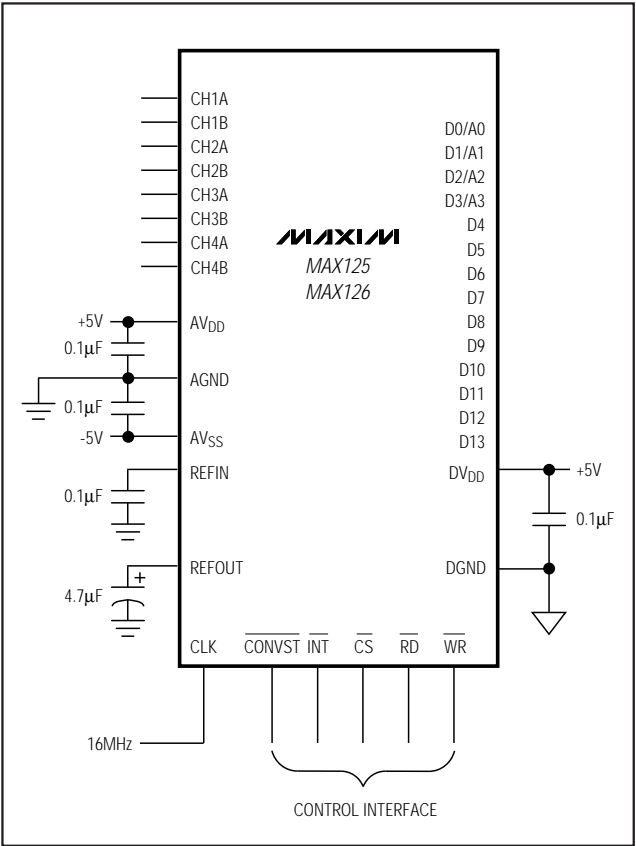 CH1A
CH1B
CH2A
CH2B
CH3A
CH3B
CH4A
CH4B
MAXIM
MAX125
MAX126
D0/A0
D1/A1
D2/A2
D3/A3
D4
D5
D6
D7
D8
D9
D10
D11
D12
D13
+5V
AVDD
0.1μF
AGND
0.1μF
-5V
AVSS
REFIN
0.1μF
REFOUT
+
4.7μF
DVDD
+5V
0.1μF
DGND
CLK
CONVST
INT
CS
RD
WR
16MHz
CONTROL INTERFACE